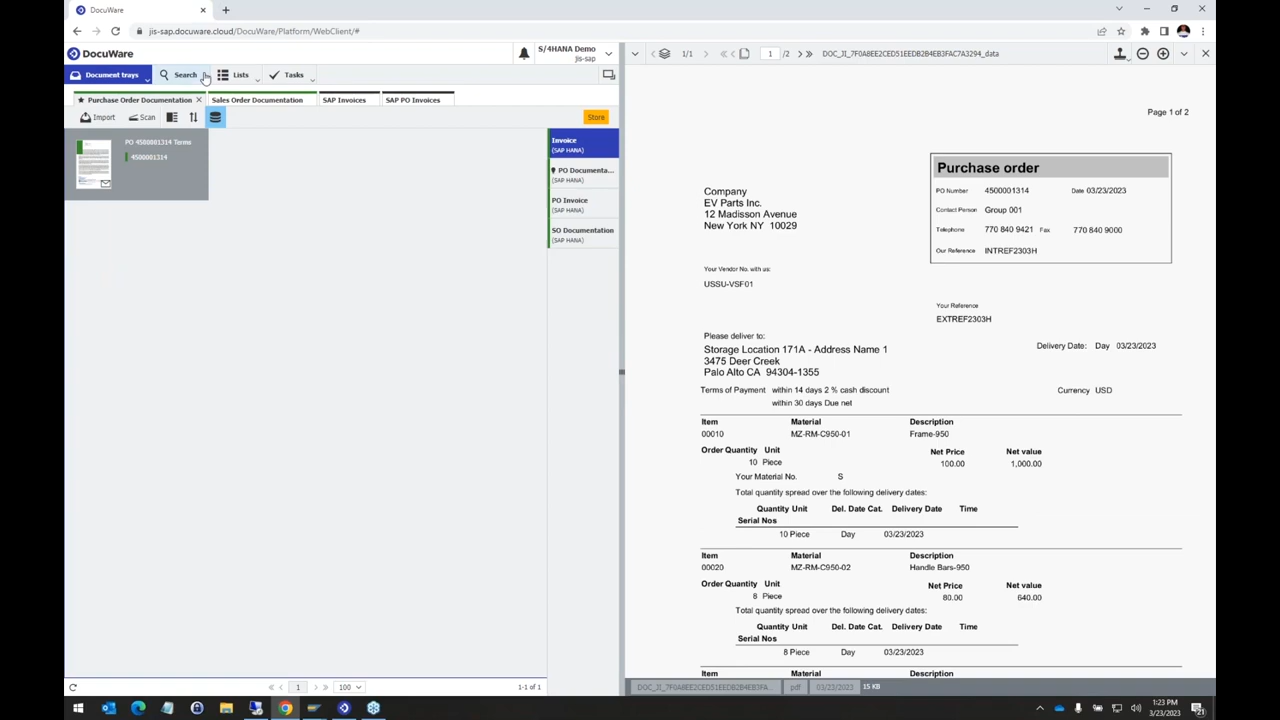 DocuWare
jis-sap.docuware.cloud/DocuWare/Platform/WebClient/#
DocuWare
S/4HANA Demo
jis-sap
1/1
1 /2
DOC_JI_7F0A8EE2CED51EEDB2B4EB3FAC7A3294_data
Document trays
Search
Lists
Tasks
Purchase Order Documentation
Sales Order Documentation
SAP Invoices
SAP PO Invoices
Import
Scan
Store
PO 4500001314 Terms
4500001314
Invoice
(SAP HANA)
PO Documenta...
(SAP HANA)
PO Invoice
(SAP HANA)
SO Documentation
(SAP HANA)
Page 1 of 2
Purchase order
PO Number 4500001314 Date 03/23/2023
Contact Person Group 001
Telephone 770 840 9421 Fax 770 840 9000
Our Reference INTREF2303H
Company
EV Parts Inc.
12 Madisson Avenue
New York NY 10029
Your Vendor No. with us:
USSU-VSF01
Your Reference
EXTREF2303H
Please deliver to:
Storage Location 171A - Address Name 1
3475 Deer Creek
Palo Alto CA 94304-1355
Delivery Date: Day 03/23/2023
Terms of Payment within 14 days 2 % cash discount
within 30 days Due net
Currency USD
Item Material Description
00010 MZ-RM-C950-01 Frame-950
Order Quantity Unit Net Price Net value
10 Piece 100.00 1,000.00
Your Material No. S
Total quantity spread over the following delivery dates:
Quantity Unit Del. Date Cat. Delivery Date Time
Serial Nos
10 Piece Day 03/23/2023
Item Material Description
00020 MZ-RM-C950-02 Handle Bars-950
Order Quantity Unit Net Price Net value
8 Piece 80.00 640.00
Total quantity spread over the following delivery dates:
Quantity Unit Del. Date Cat. Delivery Date Time
Serial Nos
8 Piece Day 03/23/2023
Item Material Description
1
100
1-1 of 1
pdf
03/23/2023
15 KB
1:23 PM
3/23/2023
21